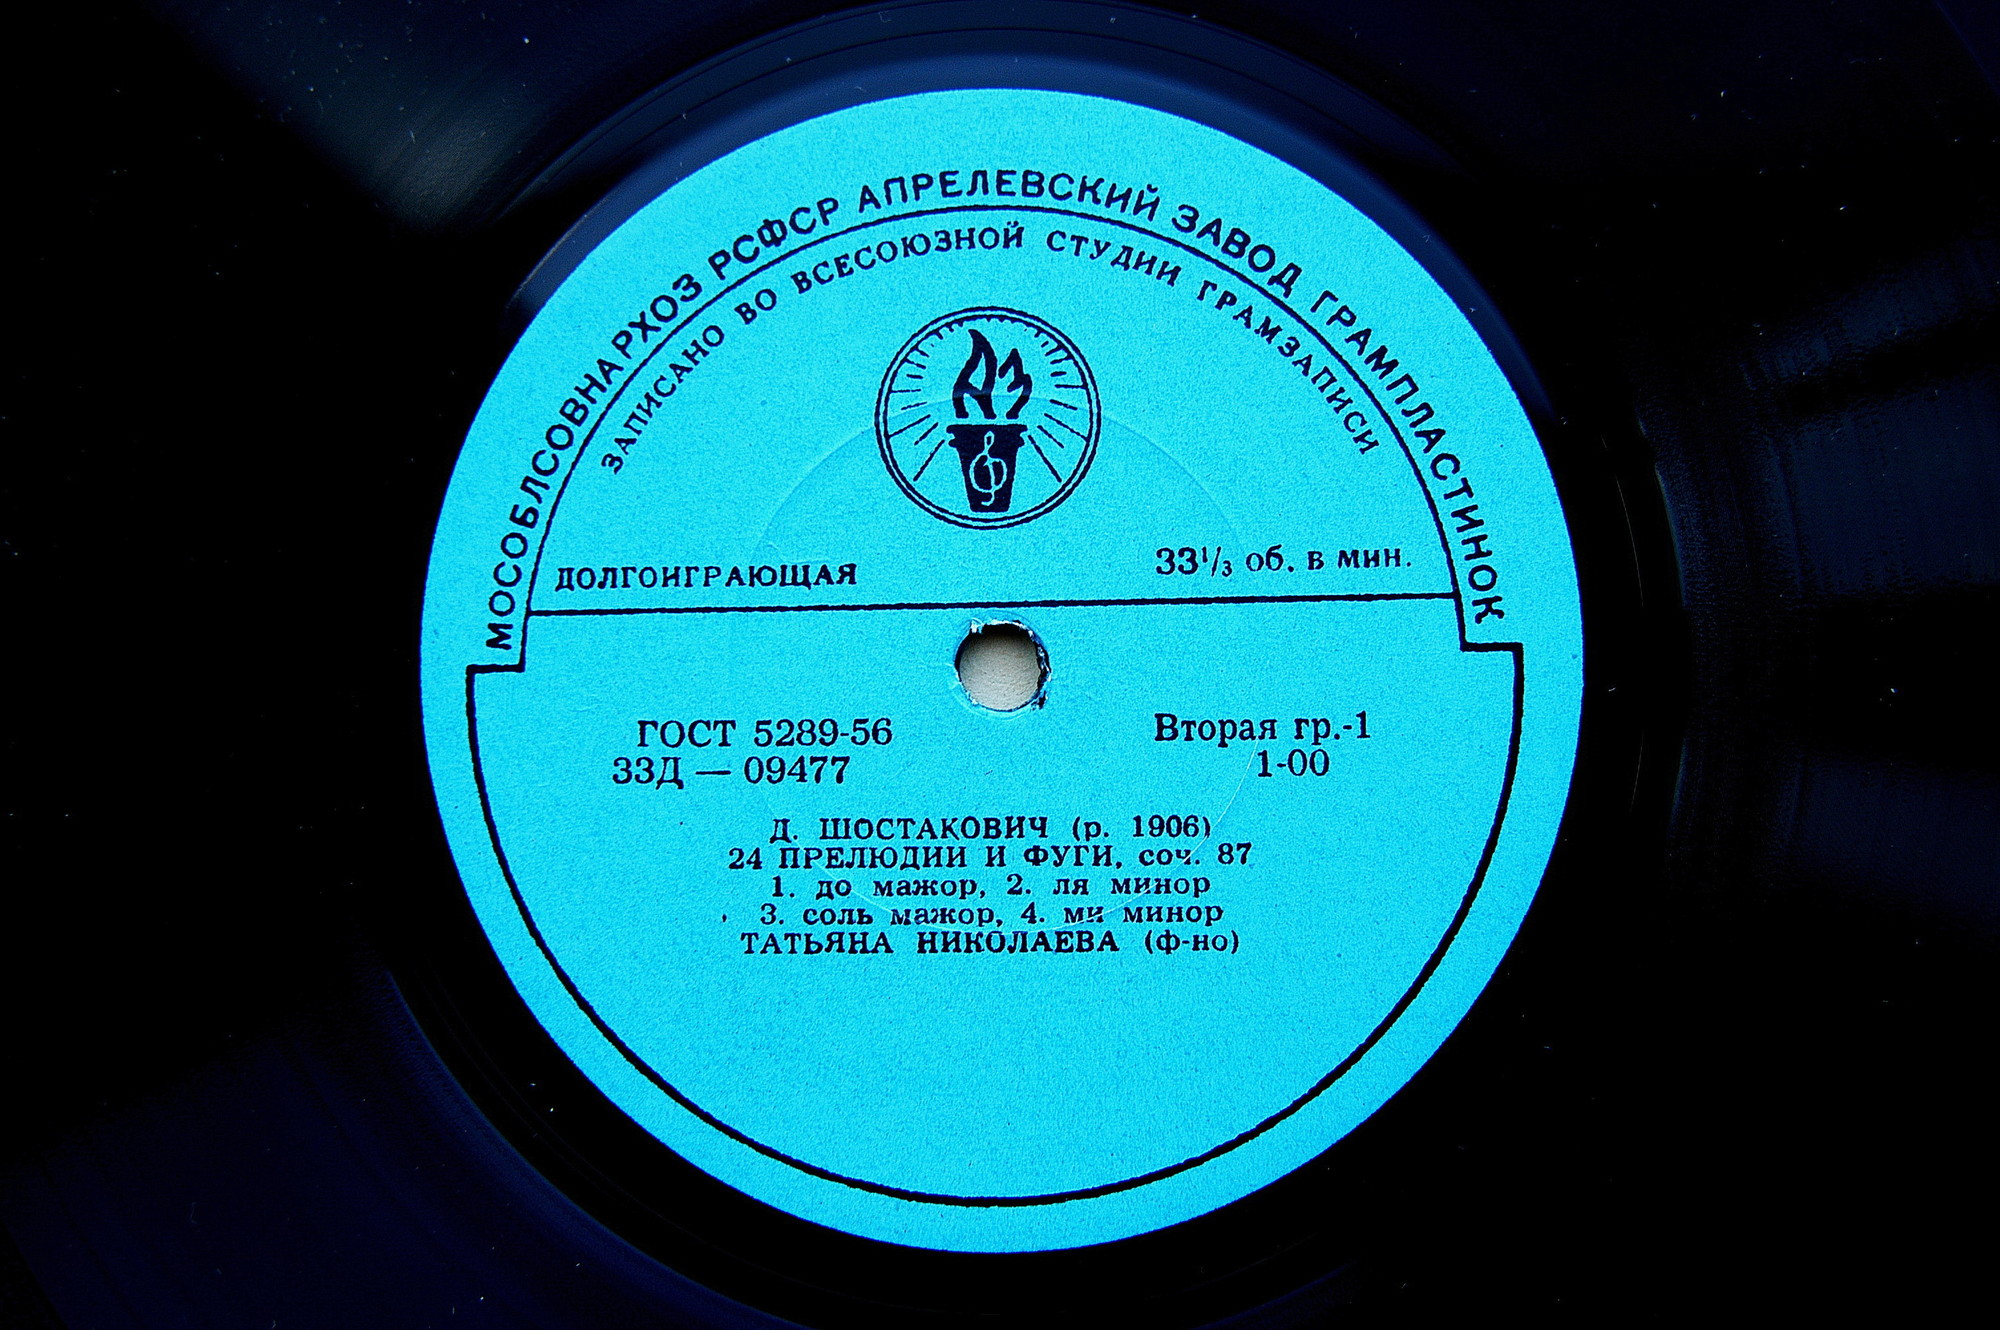 МОСОБЛСОВНАРХОЗ РСФСР АПРЕЛЕВСКИЙ ЗАВОД ГРАМПЛАСТИНОК
ЗАПИСАНО ВО ВСЕСОЮЗНОЙ СТУДИИ ГРАМЗАПИСИ
АЗ
ДОЛГОИГРАЮЩАЯ 33 1/3 об. в мин.
ГОСТ 5289-56 Вторая гр.-1
33Д — 09477 1-00
Д. ШОСТАКОВИЧ (р. 1906)
24 ПРЕЛЮДИИ И ФУГИ, соч. 87
1. до мажор, 2. ля минор
3. соль мажор, 4. ми минор
ТАТЬЯНА НИКОЛАЕВА (ф-но)